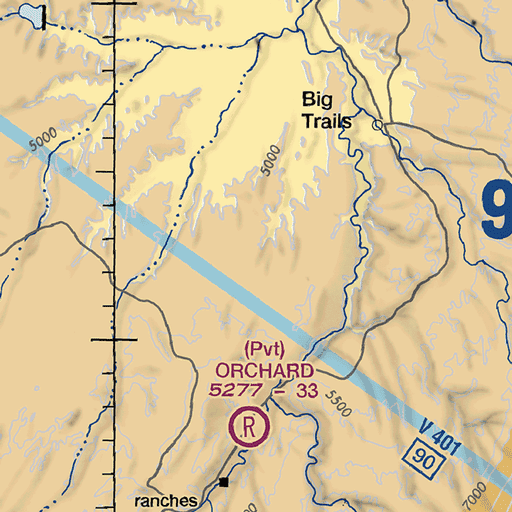 Big
Trails
5000
5000
9
(Pvt)
ORCHARD
5277 - 33
R
5500
V 401
90
7000
ranches